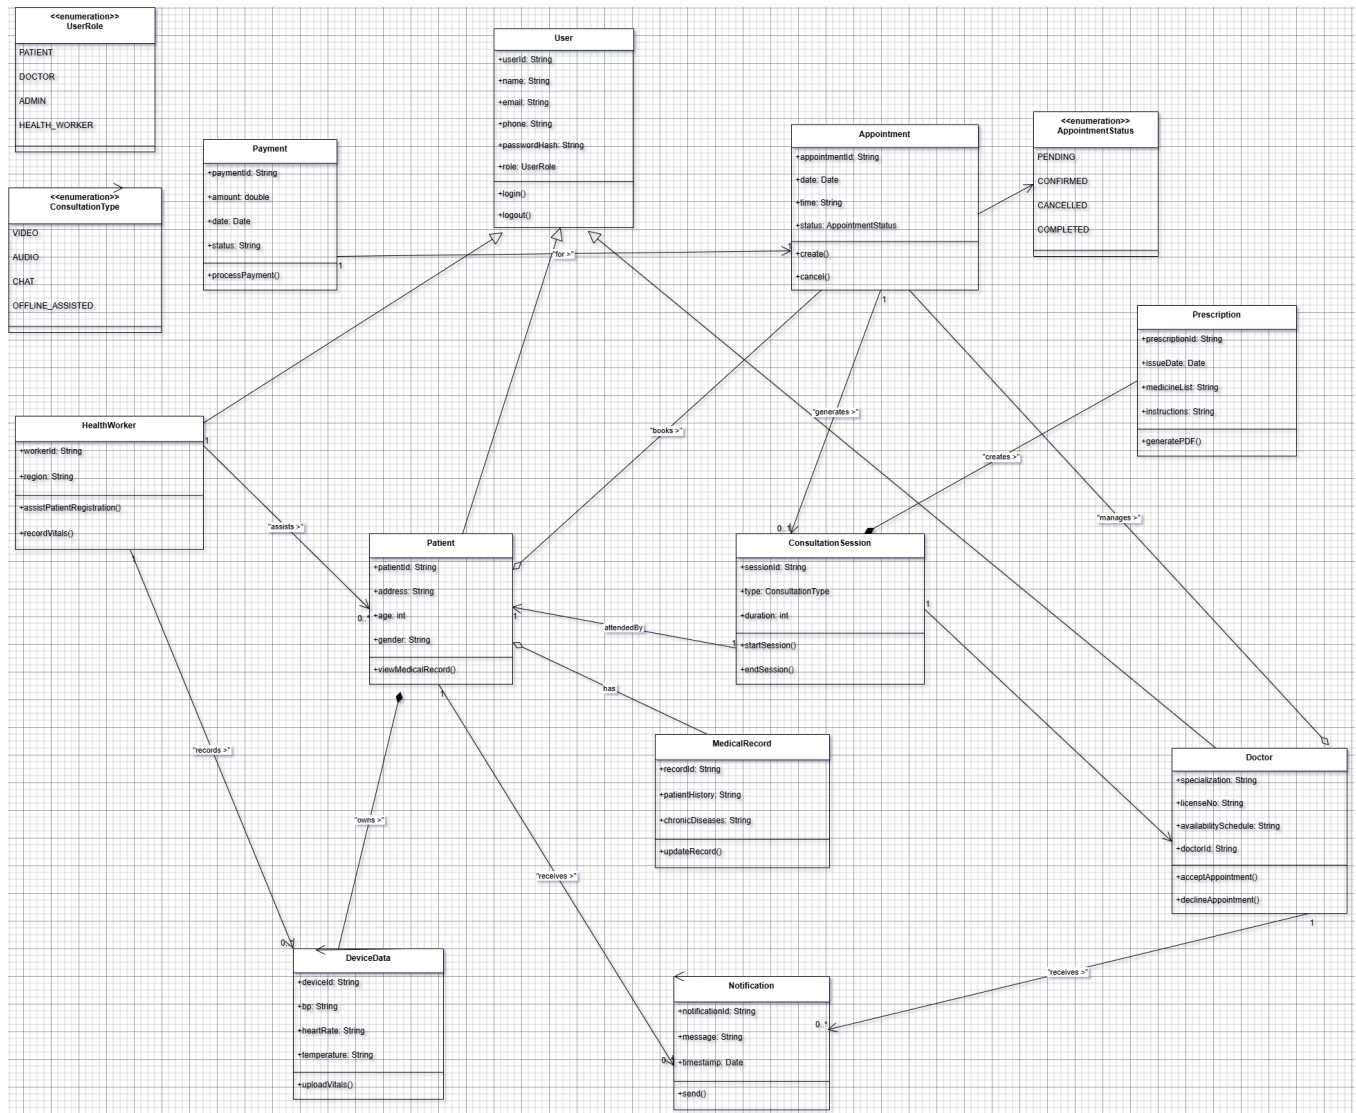 <<enumeration>>
UserRole
PATIENT
DOCTOR
ADMIN
HEALTH_WORKER
<<enumeration>>
ConsultationType
VIDEO
AUDIO
CHAT
OFFLINE_ASSISTED
Payment
+paymentId: String
+amount: double
+date: Date
+status: String
+processPayment()
1
User
+userId: String
+name: String
+email: String
+phone: String
+passwordHash: String
+role: UserRole
+login()
+logout()
"for >"
Appointment
+appointmentId: String
+date: Date
+time: String
+status: AppointmentStatus
1
+create()
+cancel()
1
<<enumeration>>
AppointmentStatus
PENDING
CONFIRMED
CANCELLED
COMPLETED
Prescription
+prescriptionId: String
+issueDate: Date
+medicineList: String
+instructions: String
+generatePDF()
"generates >"
"books >"
"creates >"
"manages >"
HealthWorker
1
+workerId: String
+region: String
+assistPatientRegistration()
+recordVitals()
1
"assists >"
0..*
Patient
+patientId: String
+address: String
+age: int
+gender: String
+viewMedicalRecord()
1
1
attendedBy
1
0..1
ConsultationSession
+sessionId: String
+type: ConsultationType
+duration: int
+startSession()
+endSession()
1
has
MedicalRecord
+recordId: String
+patientHistory: String
+chronicDiseases: String
+updateRecord()
Doctor
+specialization: String
+licenseNo: String
+availabilitySchedule: String
+doctorId: String
+acceptAppointment()
+declineAppointment()
1
"records >"
"owns >"
"receives >"
"receives >"
DeviceData
+deviceId: String
+bp: String
+heartRate: String
+temperature: String
+uploadVitals()
Notification
+notificationId: String
+message: String
+timestamp: Date
+send()
0..*